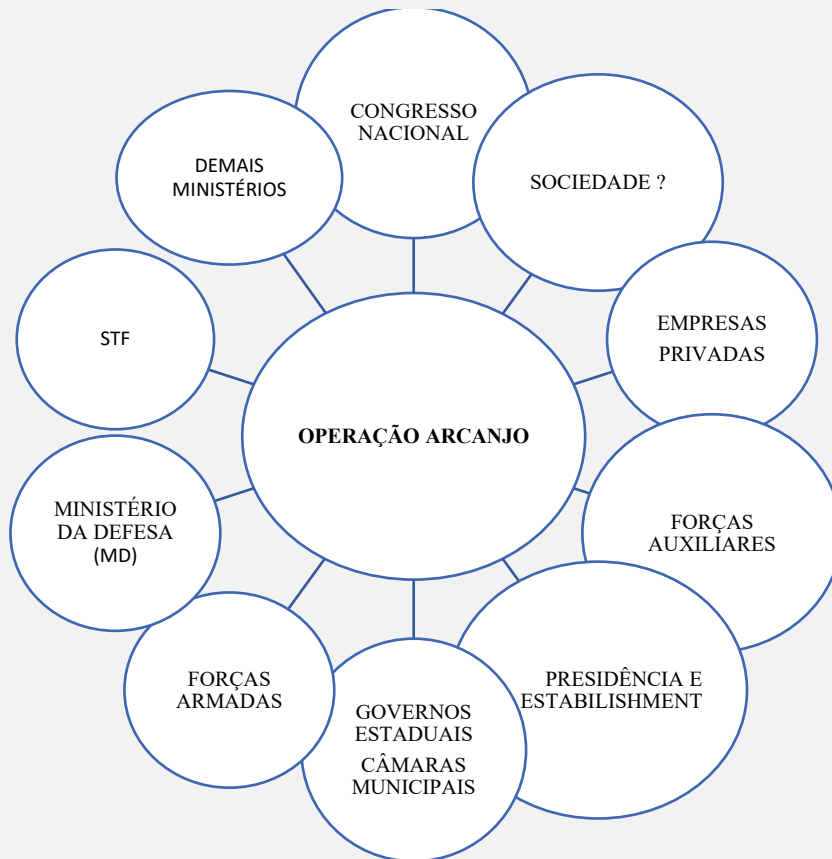 CONGRESSO
NACIONAL
SOCIEDADE ?
EMPRESAS
PRIVADAS
FORÇAS
AUXILIARES
PRESIDÊNCIA E
ESTABILISHMENT
GOVERNOS
ESTADUAIS
CÂMARAS
MUNICIPAIS
FORÇAS
ARMADAS
MINISTÉRIO
DA DEFESA
(MD)
STF
DEMAIS
MINISTÉRIOS
OPERAÇÃO ARCANJO